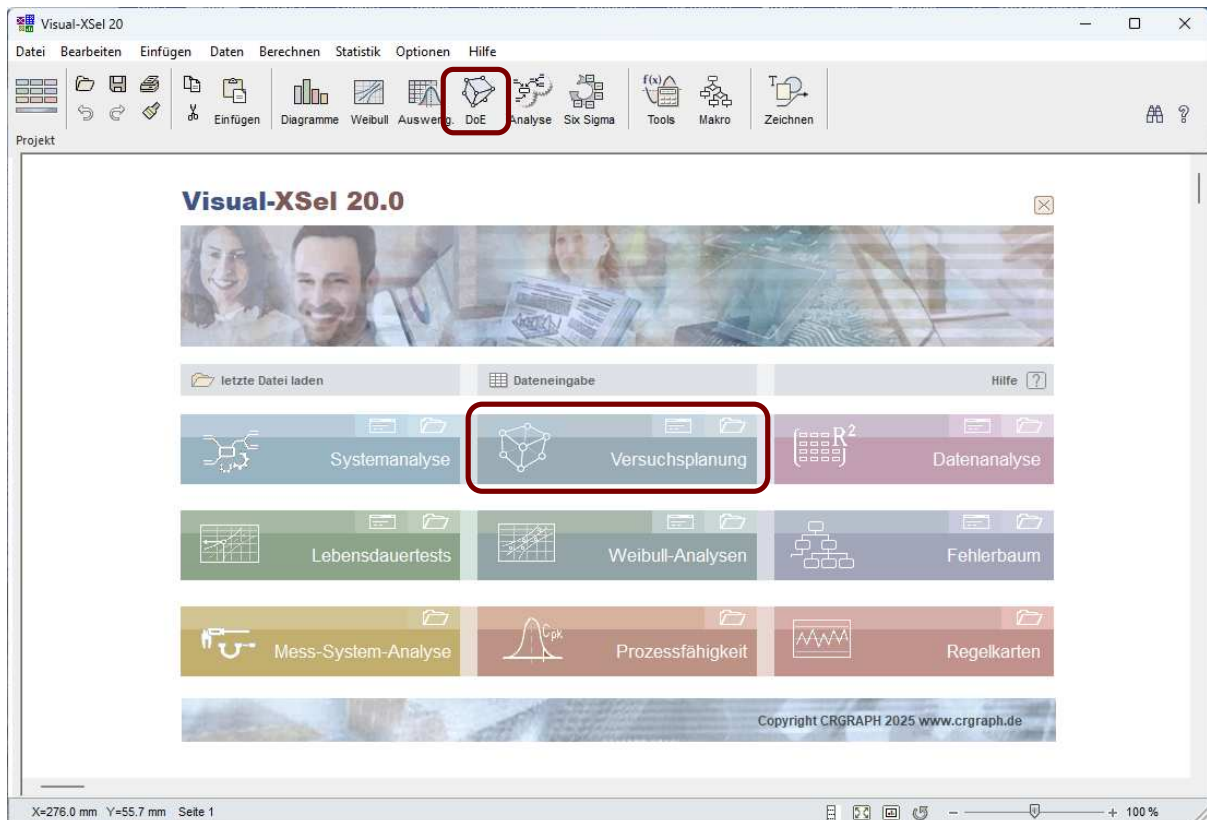 Visual-XSel 20
Datei Bearbeiten Einfügen Daten Berechnen Statistik Optionen Hilfe
f(x)
T
Einfügen Diagramme Weibull Auswertg. DoE Analyse Six Sigma Tools Makro Zeichnen
?
Projekt
Visual-XSel 20.0
letzte Datei laden Dateneingabe Hilfe ?
Systemanalyse Versuchsplanung R² Datenanalyse
Lebensdauertests Weibull-Analysen Fehlerbaum
Mess-System-Analyse Cpk Prozessfähigkeit Regelkarten
Copyright CRGRAPH 2025 www.crgraph.de
X=276.0 mm Y=55.7 mm Seite 1 100 %